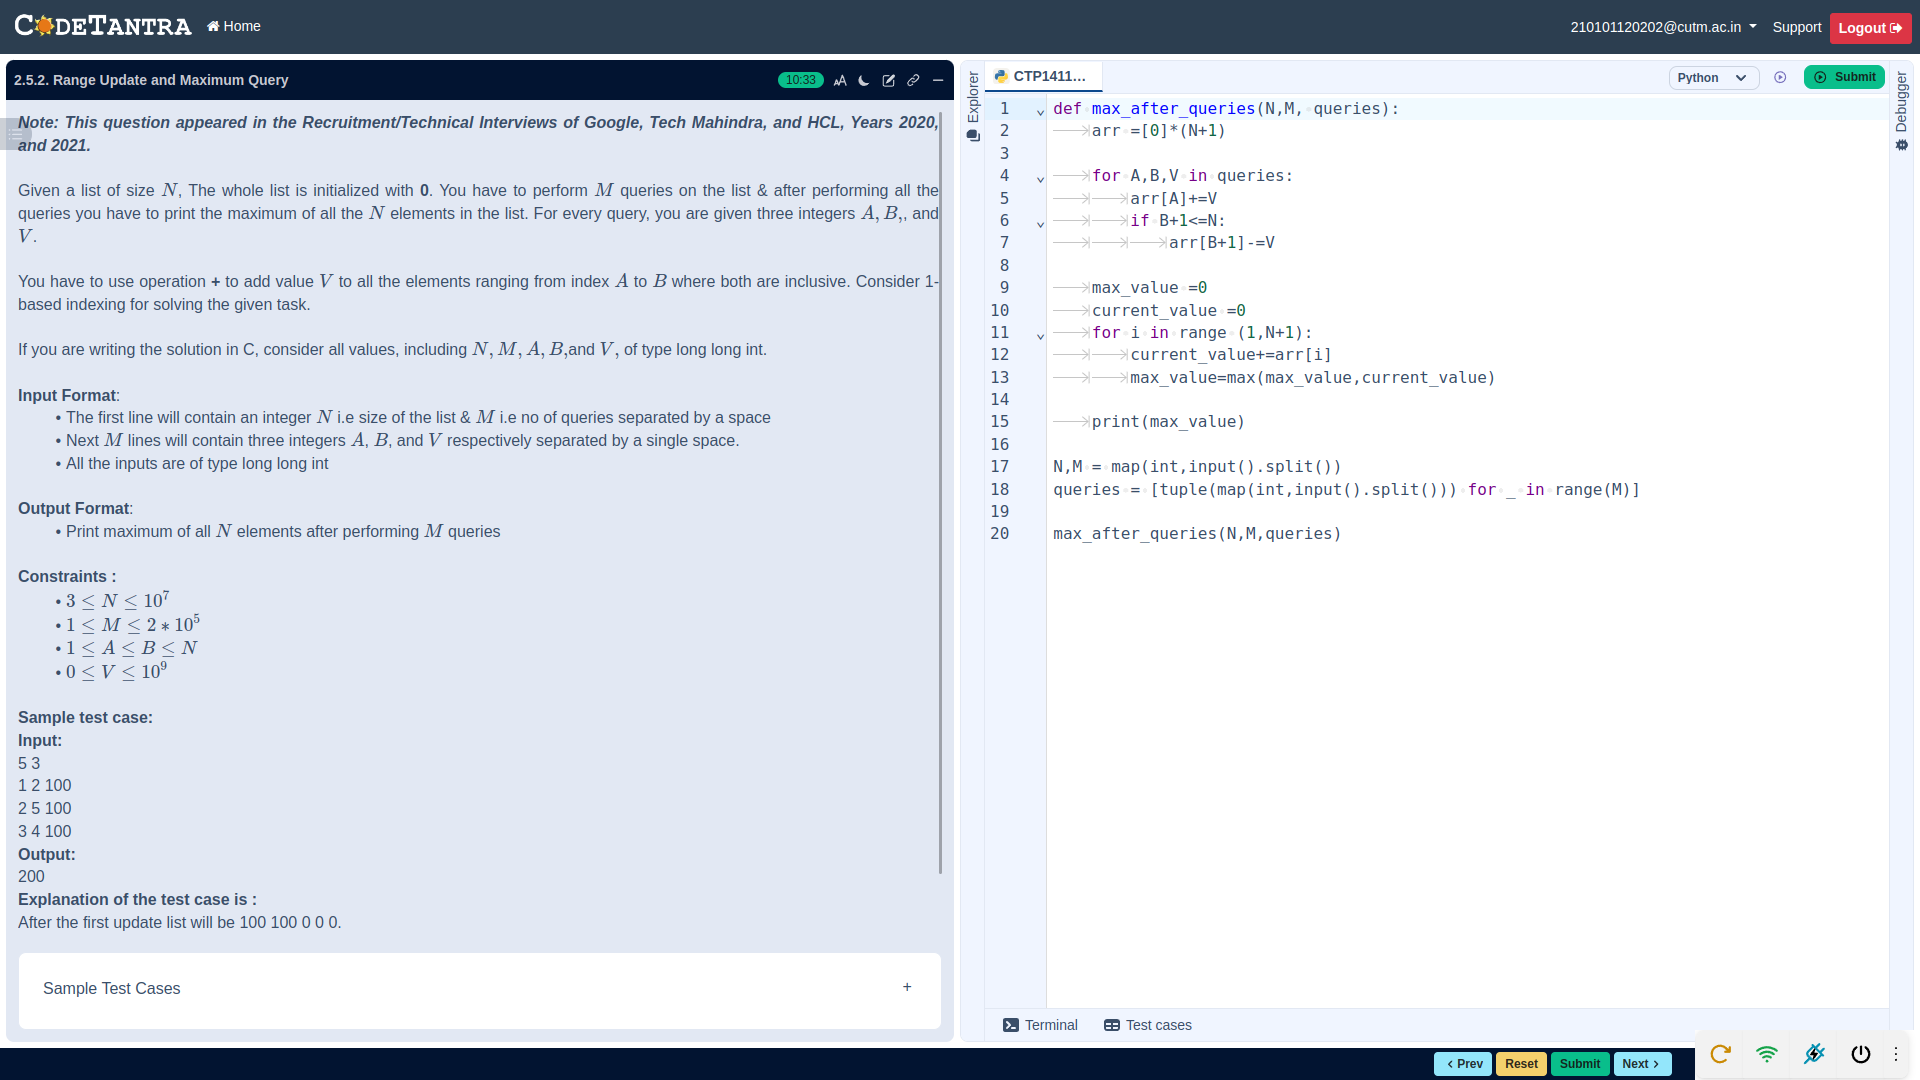 CODETANTRA Home 210101120202@cutm.ac.in Support Logout
2.5.2. Range Update and Maximum Query 10:33 AA
Note: This question appeared in the Recruitment/Technical Interviews of Google, Tech Mahindra, and HCL, Years 2020,
and 2021.
Given a list of size N, The whole list is initialized with 0. You have to perform M queries on the list & after performing all the
queries you have to print the maximum of all the N elements in the list. For every query, you are given three integers A, B,, and
V.
You have to use operation + to add value V to all the elements ranging from index A to B where both are inclusive. Consider 1-
based indexing for solving the given task.
If you are writing the solution in C, consider all values, including N, M, A, B,and V, of type long long int.
Input Format:
• The first line will contain an integer N i.e size of the list & M i.e no of queries separated by a space
• Next M lines will contain three integers A, B, and V respectively separated by a single space.
• All the inputs are of type long long int
Output Format:
• Print maximum of all N elements after performing M queries
Constraints :
• 3 ≤ N ≤ 10^7
• 1 ≤ M ≤ 2 * 10^5
• 1 ≤ A ≤ B ≤ N
• 0 ≤ V ≤ 10^9
Sample test case:
Input:
5 3
1 2 100
2 5 100
3 4 100
Output:
200
Explanation of the test case is :
After the first update list will be 100 100 0 0 0.
Sample Test Cases +
Explorer
CTP1411... Python Submit
Debugger
1 def max_after_queries(N,M, queries):
2 arr =[0]*(N+1)
3
4 for A,B,V in queries:
5 arr[A]+=V
6 if B+1<=N:
7 arr[B+1]-=V
8
9 max_value =0
10 current_value =0
11 for i in range (1,N+1):
12 current_value+=arr[i]
13 max_value=max(max_value,current_value)
14
15 print(max_value)
16
17 N,M = map(int,input().split())
18 queries = [tuple(map(int,input().split())) for _ in range(M)]
19
20 max_after_queries(N,M,queries)
Terminal Test cases
Prev Reset Submit Next